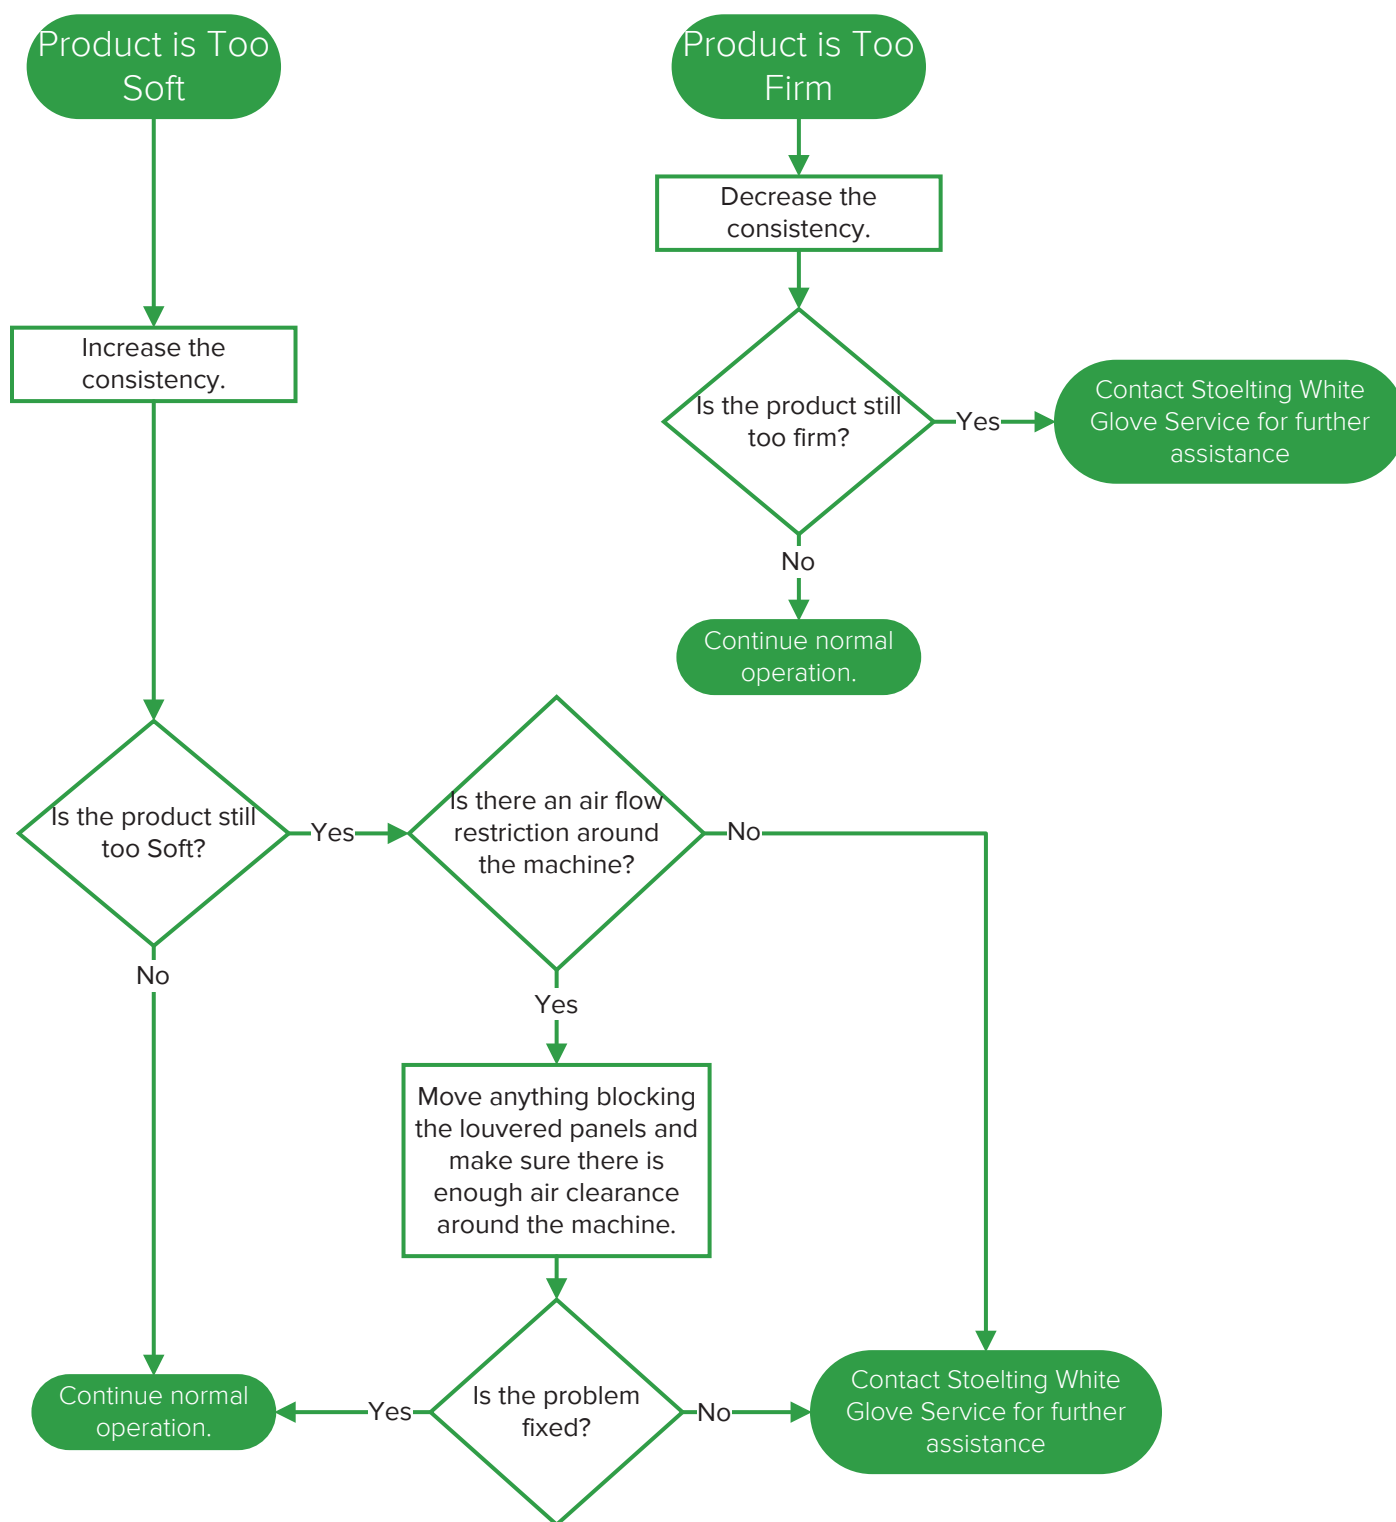 Product is Too
Soft
Product is Too
Firm
Decrease the
consistency.
Increase the
consistency.
Is the product still
too firm?
Yes
Contact Stoelting White
Glove Service for further
assistance
No
Continue normal
operation.
Is the product still
too Soft?
Yes
Is there an air flow
restriction around
the machine?
No
No
Yes
Move anything blocking
the louvered panels and
make sure there is
enough air clearance
around the machine.
Continue normal
operation.
Yes
Is the problem
fixed?
No
Contact Stoelting White
Glove Service for further
assistance